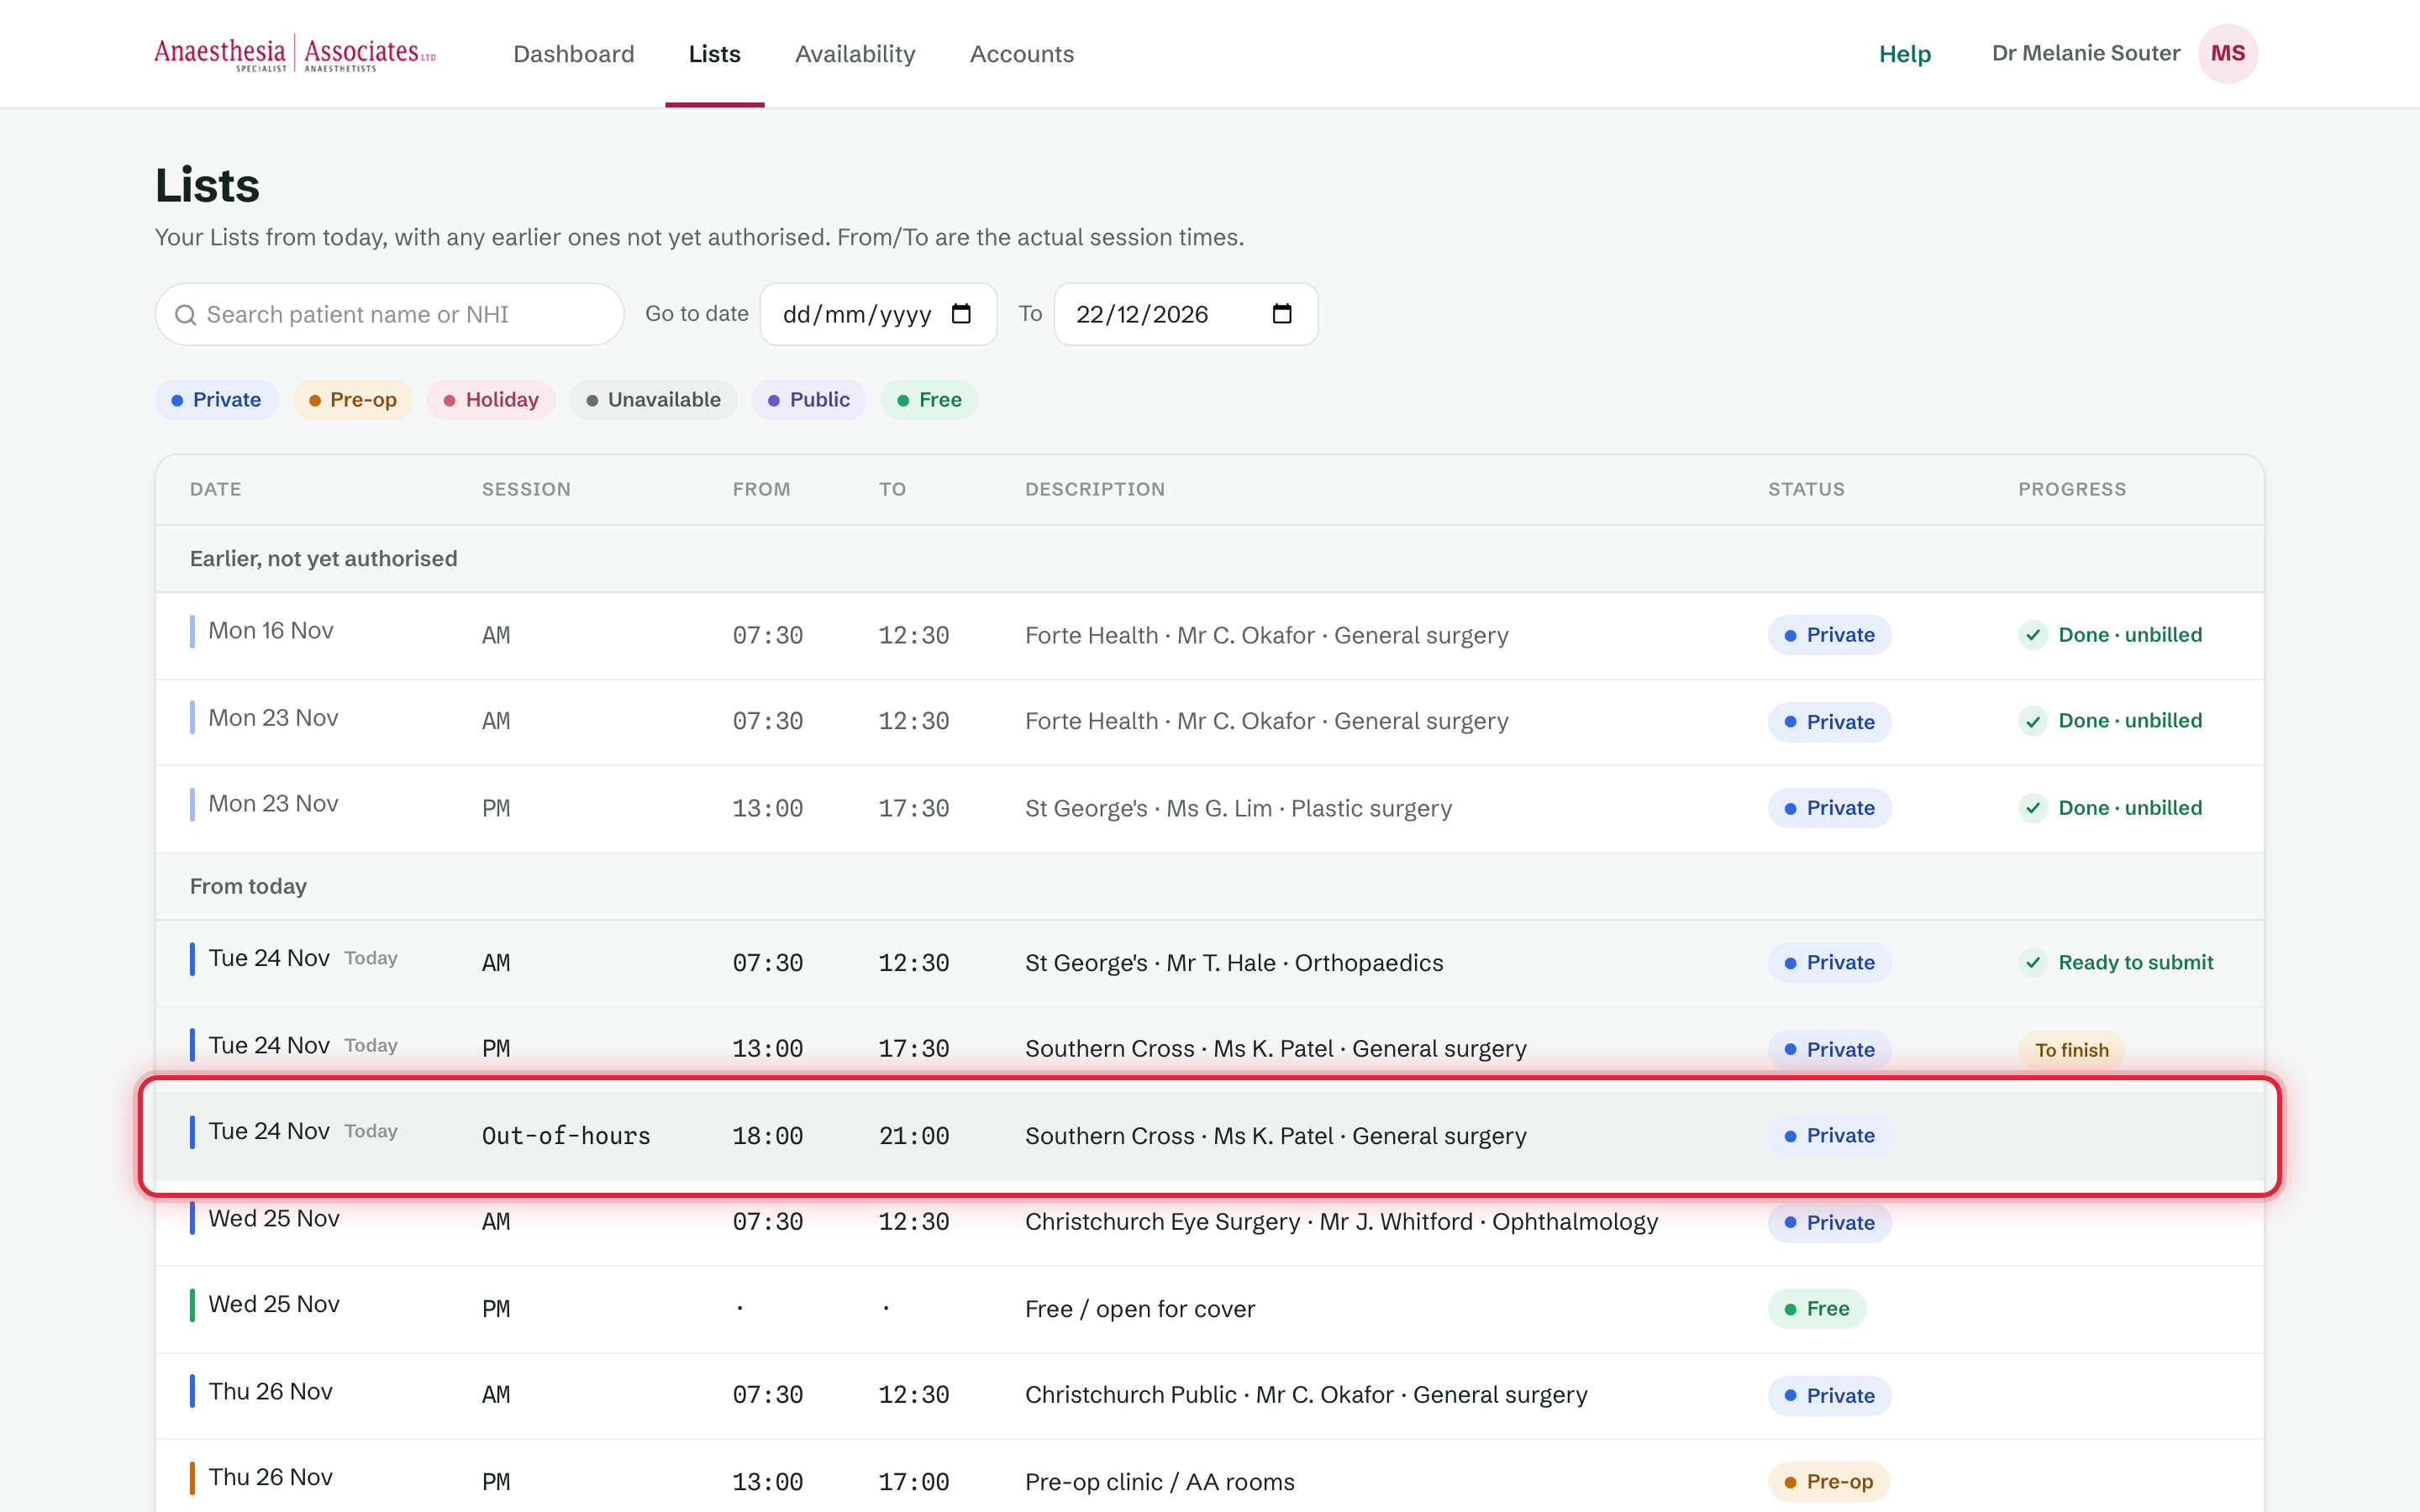 Anaesthesia | Associates LTD
SPECIALIST ANAESTHETISTS
Dashboard Lists Availability Accounts Help Dr Melanie Souter MS
Lists
Your Lists from today, with any earlier ones not yet authorised. From/To are the actual session times.
Search patient name or NHI Go to date dd/mm/yyyy To 22/12/2026
Private Pre-op Holiday Unavailable Public Free
DATE SESSION FROM TO DESCRIPTION STATUS PROGRESS
Earlier, not yet authorised
Mon 16 Nov AM 07:30 12:30 Forte Health · Mr C. Okafor · General surgery Private Done · unbilled
Mon 23 Nov AM 07:30 12:30 Forte Health · Mr C. Okafor · General surgery Private Done · unbilled
Mon 23 Nov PM 13:00 17:30 St George's · Ms G. Lim · Plastic surgery Private Done · unbilled
From today
Tue 24 Nov Today AM 07:30 12:30 St George's · Mr T. Hale · Orthopaedics Private Ready to submit
Tue 24 Nov Today PM 13:00 17:30 Southern Cross · Ms K. Patel · General surgery Private To finish
Tue 24 Nov Today Out-of-hours 18:00 21:00 Southern Cross · Ms K. Patel · General surgery Private
Wed 25 Nov AM 07:30 12:30 Christchurch Eye Surgery · Mr J. Whitford · Ophthalmology Private
Wed 25 Nov PM · · Free / open for cover Free
Thu 26 Nov AM 07:30 12:30 Christchurch Public · Mr C. Okafor · General surgery Private
Thu 26 Nov PM 13:00 17:00 Pre-op clinic / AA rooms Pre-op